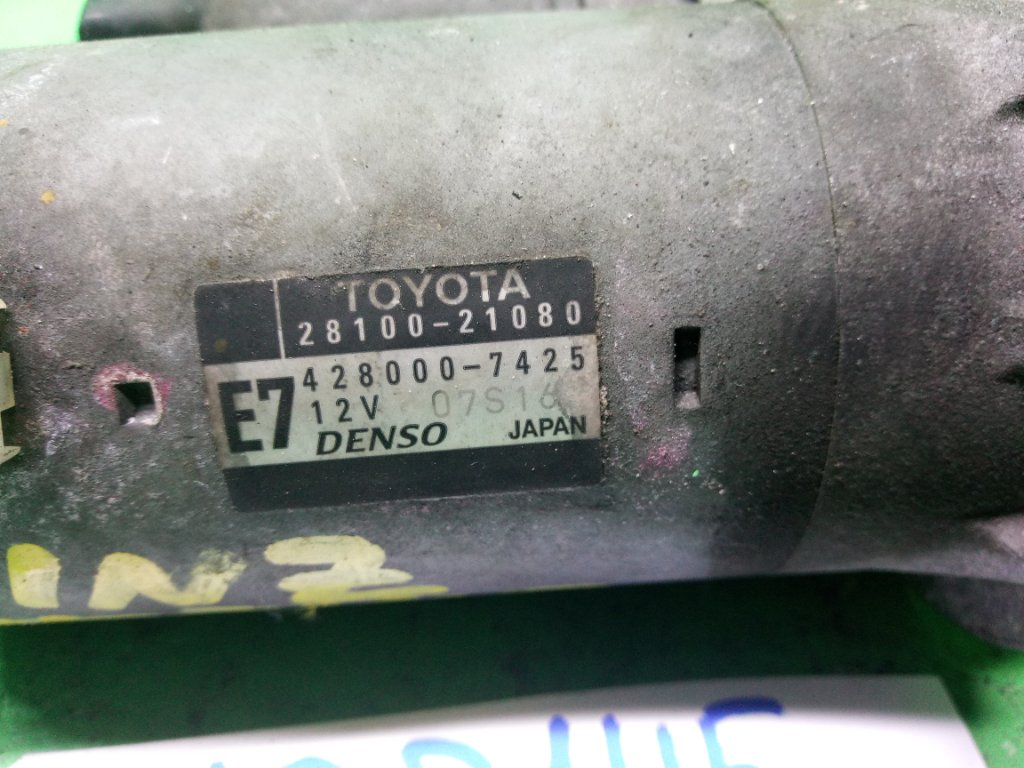 TOYOTA
28100-21080
E7
428000-7425
12V 07S16
DENSO JAPAN